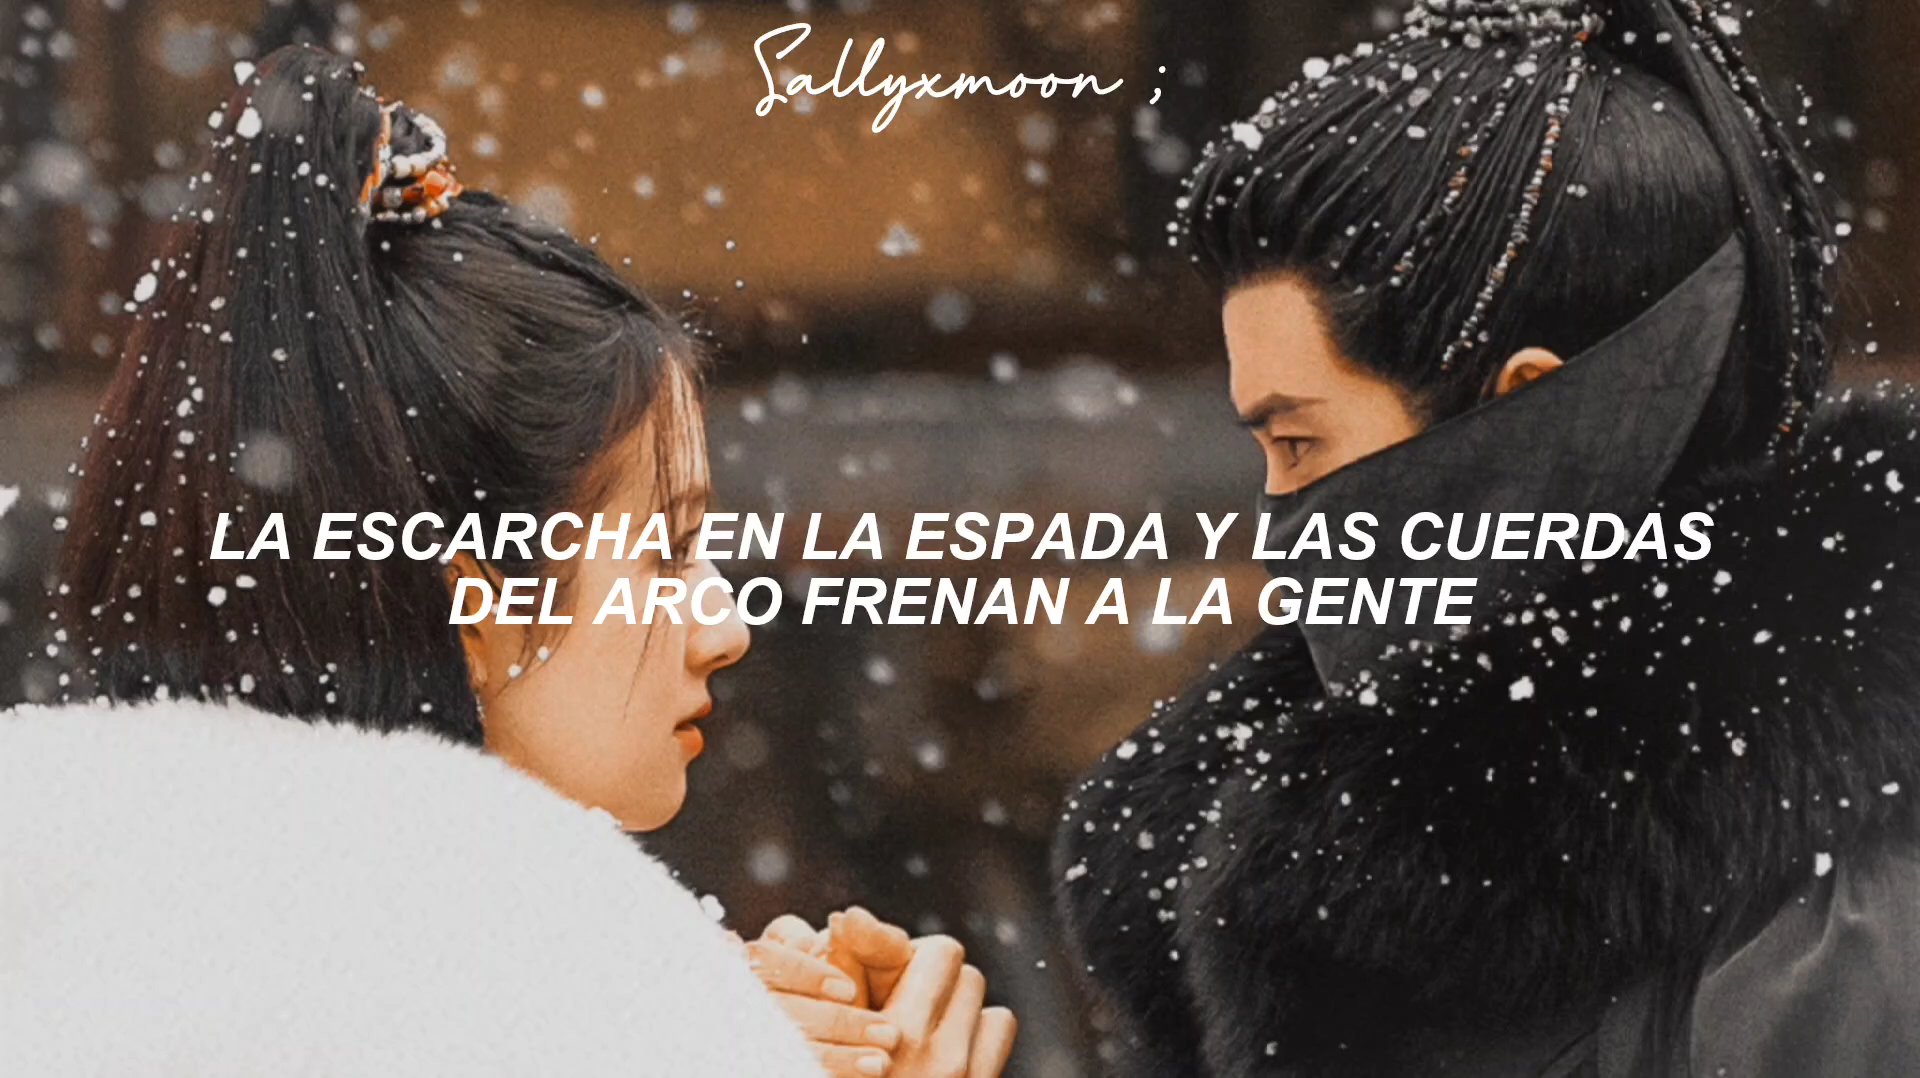 Sallyxmoon ;
LA ESCARCHA EN LA ESPADA Y LAS CUERDAS
DEL ARCO FRENAN A LA GENTE